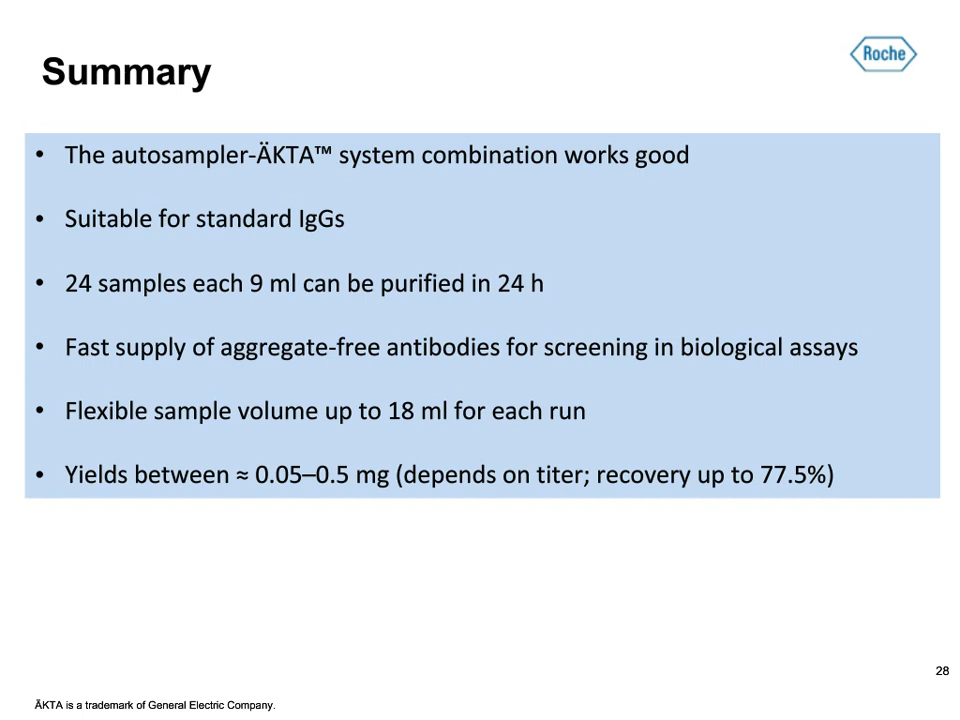 Roche
Summary
• The autosampler-ÄKTA™ system combination works good
• Suitable for standard IgGs
• 24 samples each 9 ml can be purified in 24 h
• Fast supply of aggregate-free antibodies for screening in biological assays
• Flexible sample volume up to 18 ml for each run
• Yields between ≈ 0.05–0.5 mg (depends on titer; recovery up to 77.5%)
28
ÄKTA is a trademark of General Electric Company.